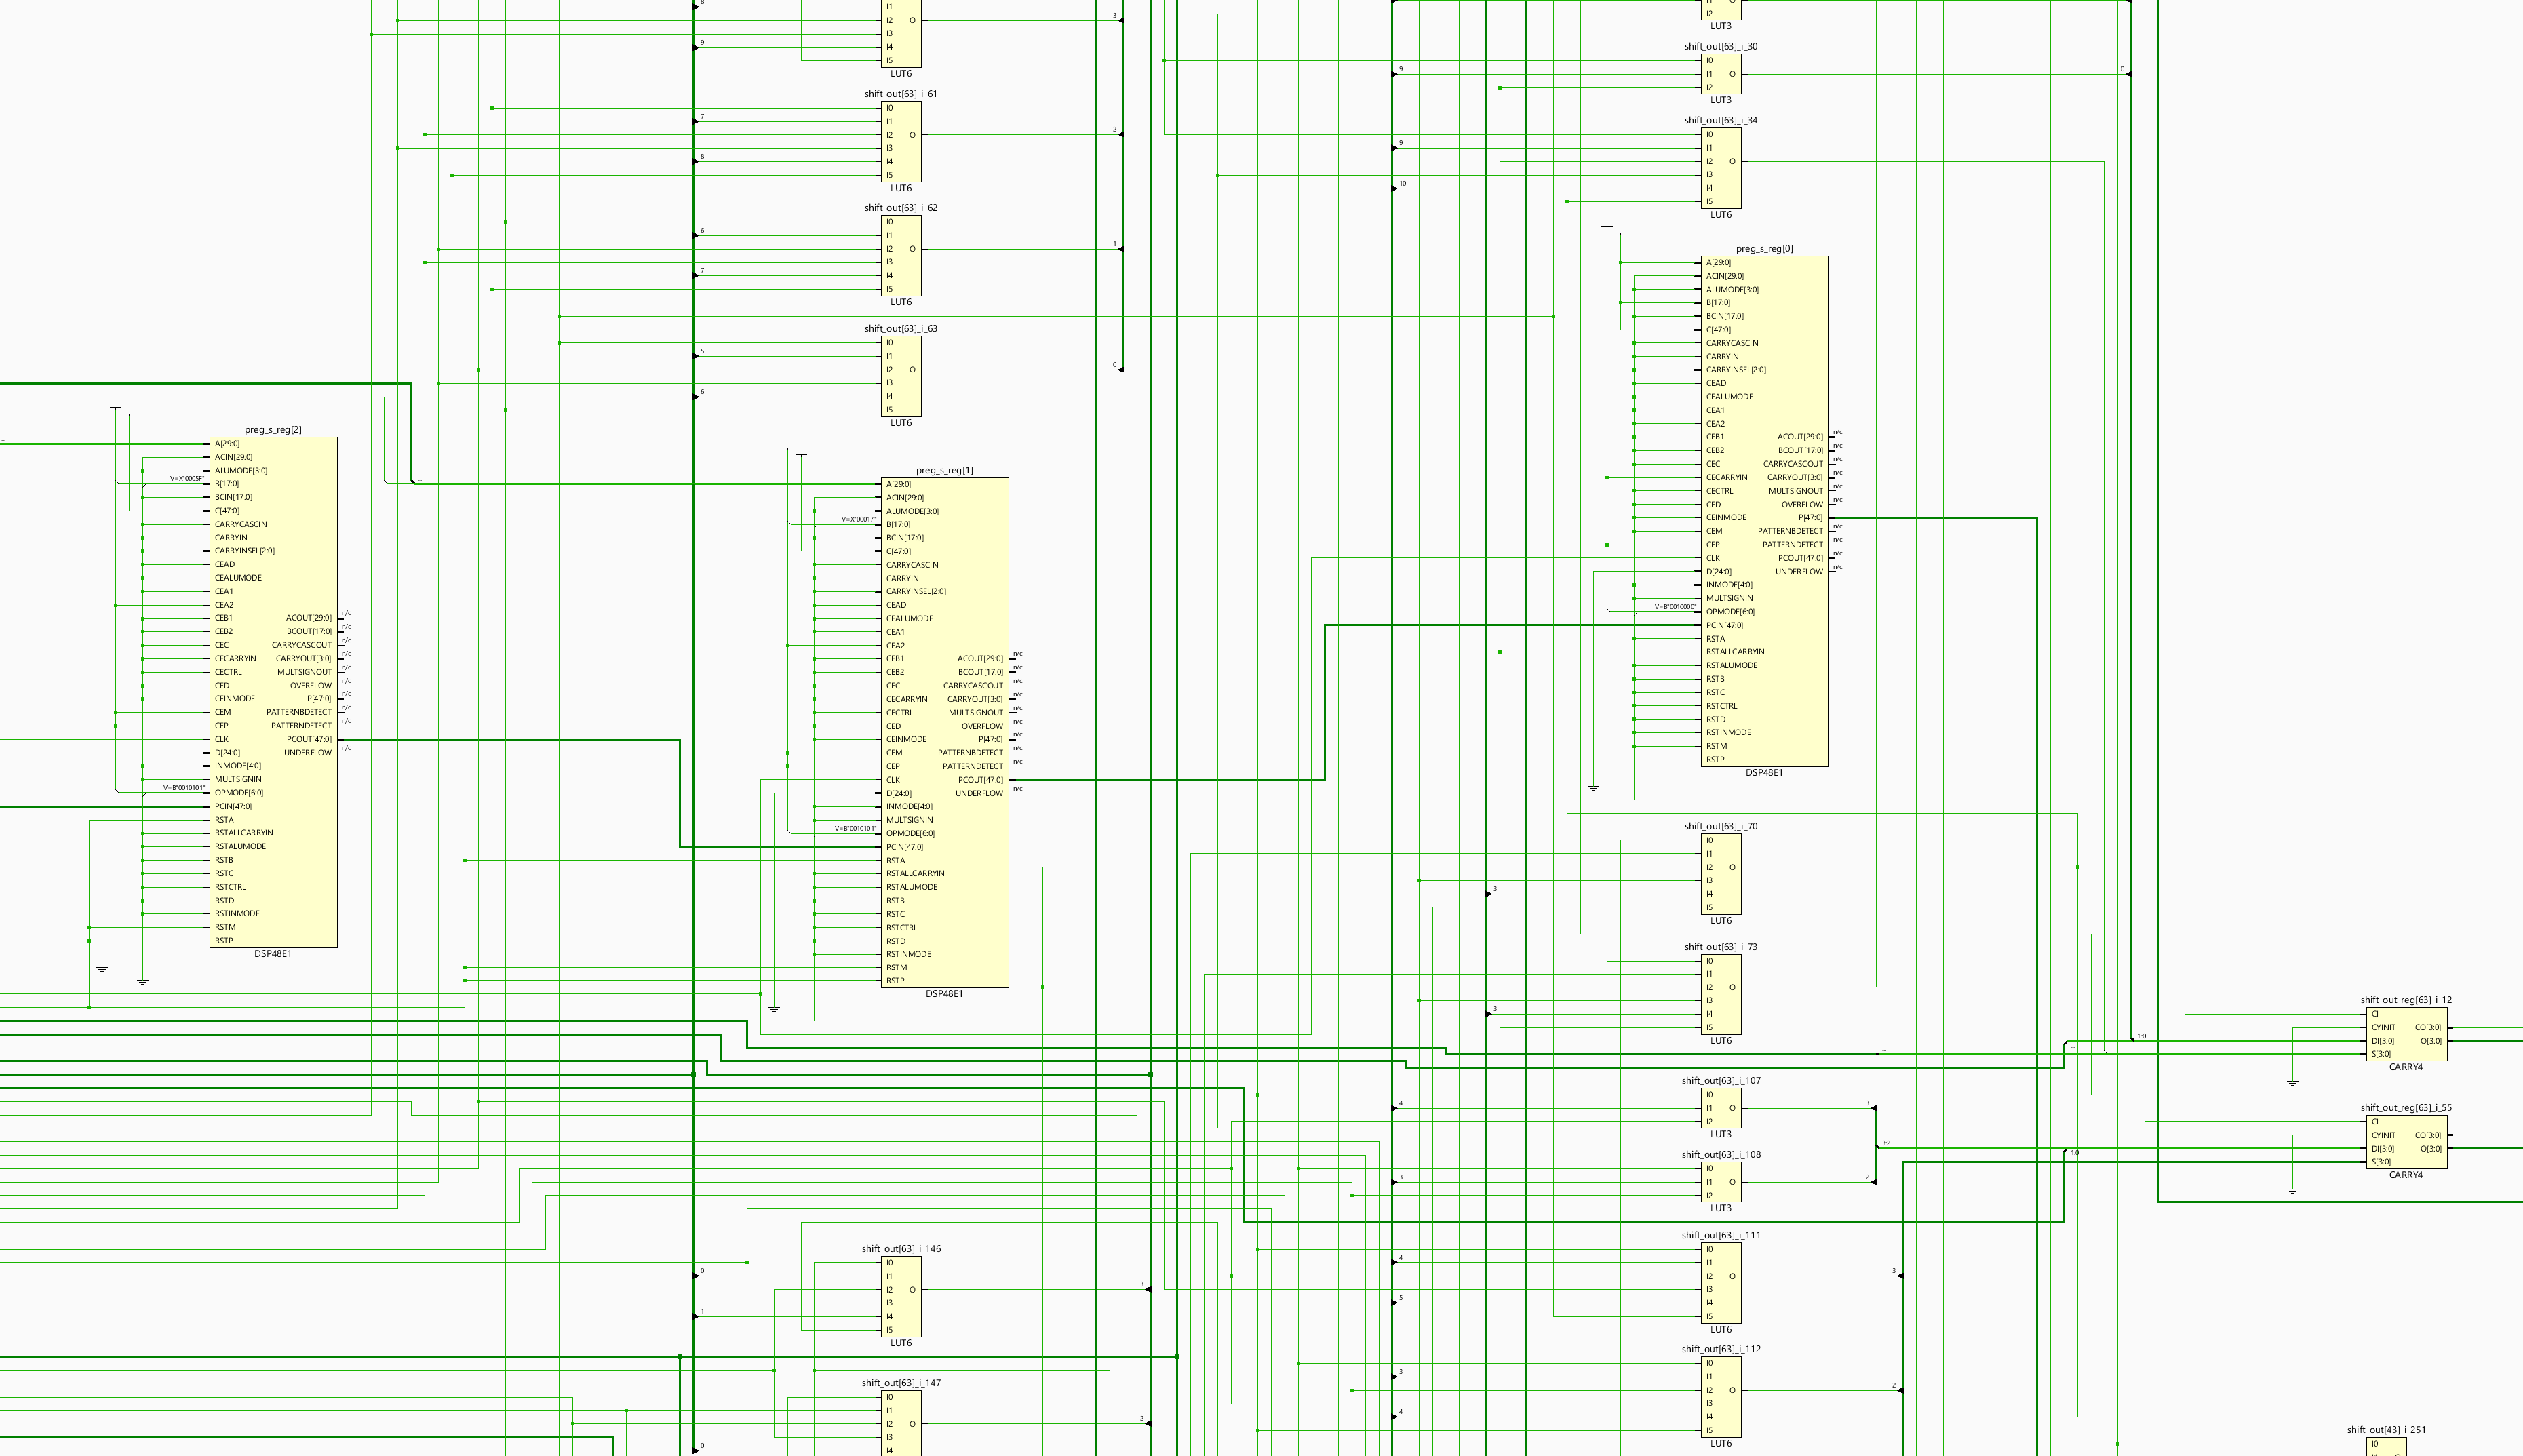 8
9
I1
I2
I3
I4
I5
O
3
LUT6
shift_out[63]_i_61
7
8
I0
I1
I2
I3
I4
I5
O
2
LUT6
shift_out[63]_i_62
6
7
I0
I1
I2
I3
I4
I5
O
1
LUT6
shift_out[63]_i_63
5
6
I0
I1
I2
I3
I4
I5
O
0
LUT6
I2
LUT3
shift_out[63]_i_30
9
I0
I1
I2
O
0
LUT3
shift_out[63]_i_34
9
10
I0
I1
I2
I3
I4
I5
O
LUT6
preg_s_reg[2]
V=X"0005F"
V=B"0010101"
A[29:0]
ACIN[29:0]
ALUMODE[3:0]
B[17:0]
BCIN[17:0]
C[47:0]
CARRYCASCIN
CARRYIN
CARRYINSEL[2:0]
CEAD
CEALUMODE
CEA1
CEA2
CEB1
CEB2
CEC
CECARRYIN
CECTRL
CED
CEINMODE
CEM
CEP
CLK
D[24:0]
INMODE[4:0]
MULTSIGNIN
OPMODE[6:0]
PCIN[47:0]
RSTA
RSTALLCARRYIN
RSTALUMODE
RSTB
RSTC
RSTCTRL
RSTD
RSTINMODE
RSTM
RSTP
ACOUT[29:0] n/c
BCOUT[17:0] n/c
CARRYCASCOUT n/c
CARRYOUT[3:0] n/c
MULTSIGNOUT n/c
OVERFLOW n/c
P[47:0] n/c
PATTERNBDETECT n/c
PATTERNDETECT n/c
PCOUT[47:0]
UNDERFLOW n/c
DSP48E1
preg_s_reg[1]
V=X"00017"
V=B"0010101"
A[29:0]
ACIN[29:0]
ALUMODE[3:0]
B[17:0]
BCIN[17:0]
C[47:0]
CARRYCASCIN
CARRYIN
CARRYINSEL[2:0]
CEAD
CEALUMODE
CEA1
CEA2
CEB1
CEB2
CEC
CECARRYIN
CECTRL
CED
CEINMODE
CEM
CEP
CLK
D[24:0]
INMODE[4:0]
MULTSIGNIN
OPMODE[6:0]
PCIN[47:0]
RSTA
RSTALLCARRYIN
RSTALUMODE
RSTB
RSTC
RSTCTRL
RSTD
RSTINMODE
RSTM
RSTP
ACOUT[29:0] n/c
BCOUT[17:0] n/c
CARRYCASCOUT n/c
CARRYOUT[3:0] n/c
MULTSIGNOUT n/c
OVERFLOW n/c
P[47:0] n/c
PATTERNBDETECT n/c
PATTERNDETECT n/c
PCOUT[47:0]
UNDERFLOW n/c
DSP48E1
preg_s_reg[0]
V=B"0010000"
A[29:0]
ACIN[29:0]
ALUMODE[3:0]
B[17:0]
BCIN[17:0]
C[47:0]
CARRYCASCIN
CARRYIN
CARRYINSEL[2:0]
CEAD
CEALUMODE
CEA1
CEA2
CEB1
CEB2
CEC
CECARRYIN
CECTRL
CED
CEINMODE
CEM
CEP
CLK
D[24:0]
INMODE[4:0]
MULTSIGNIN
OPMODE[6:0]
PCIN[47:0]
RSTA
RSTALLCARRYIN
RSTALUMODE
RSTB
RSTC
RSTCTRL
RSTD
RSTINMODE
RSTM
RSTP
ACOUT[29:0] n/c
BCOUT[17:0] n/c
CARRYCASCOUT n/c
CARRYOUT[3:0] n/c
MULTSIGNOUT n/c
OVERFLOW n/c
P[47:0]
PATTERNBDETECT n/c
PATTERNDETECT n/c
PCOUT[47:0] n/c
UNDERFLOW n/c
DSP48E1
shift_out[63]_i_70
3
I0
I1
I2
I3
I4
I5
O
LUT6
shift_out[63]_i_73
3
I0
I1
I2
I3
I4
I5
O
LUT6
shift_out[63]_i_107
4
I0
I1
I2
O
3
LUT3
shift_out[63]_i_108
3
I0
I1
I2
O
2
LUT3
shift_out[63]_i_111
4
5
I0
I1
I2
I3
I4
I5
O
3
LUT6
shift_out[63]_i_112
3
4
I0
I1
I2
I3
I4
I5
O
2
LUT6
shift_out[63]_i_146
0
1
I0
I1
I2
I3
I4
I5
O
3
LUT6
shift_out[63]_i_147
0
I0
I1
I2
I3
I4
O
2
shift_out_reg[63]_i_12
1:0
CI
CYINIT
DI[3:0]
S[3:0]
CO[3:0]
O[3:0]
CARRY4
shift_out_reg[63]_i_55
3:2
1:0
CI
CYINIT
DI[3:0]
S[3:0]
CO[3:0]
O[3:0]
CARRY4
shift_out[43]_i_251
I0